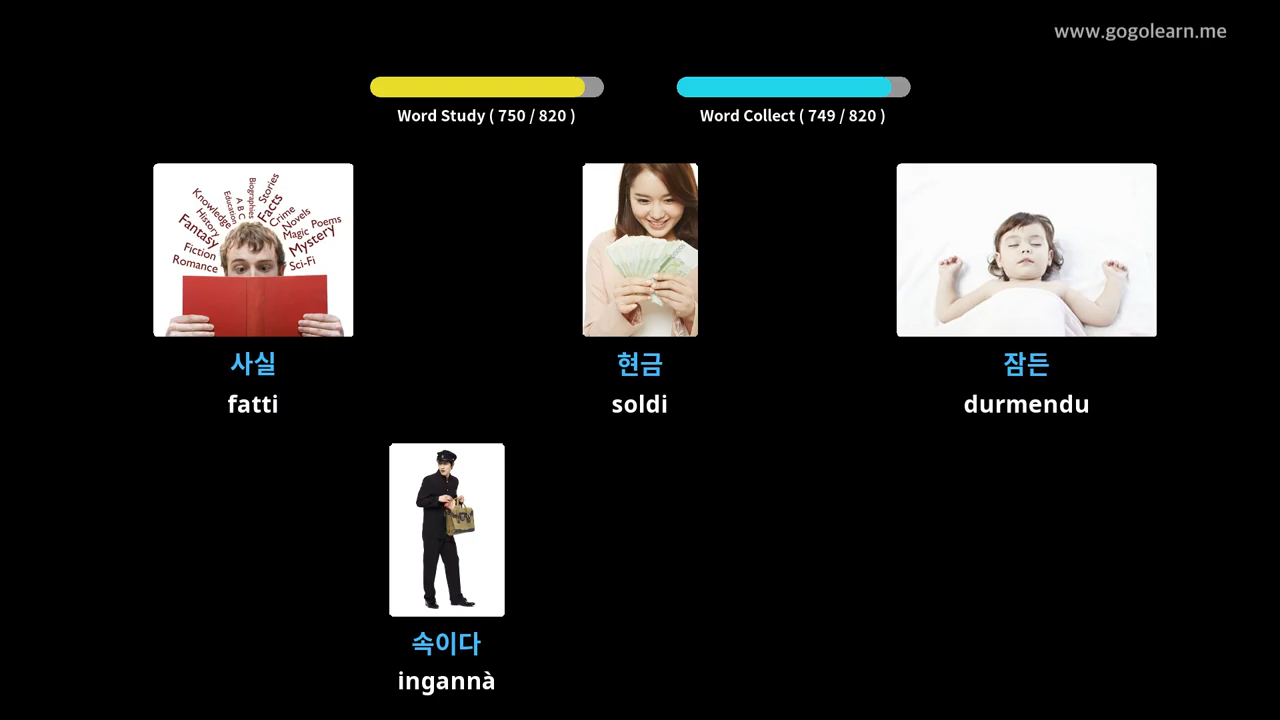 www.gogolearn.me
Word Study ( 750 / 820 )
Word Collect ( 749 / 820 )
Knowledge
History
Fantasy
Fiction
Romance
Education
A B C
Biographies
Stories
Facts
Crime
Novels
Magic
Poems
Mystery
Sci-Fi
사실
fatti
현금
soldi
잠든
durmendu
속이다
ingannà